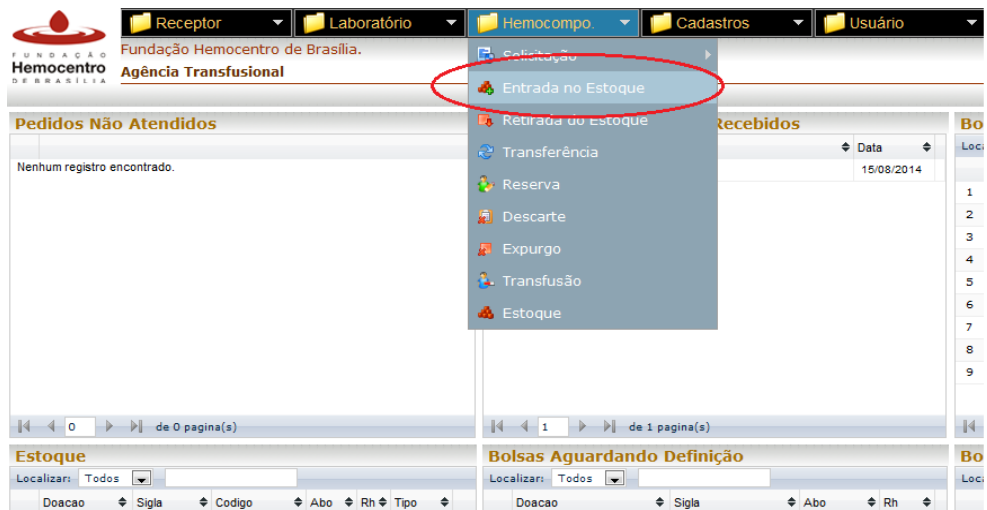 Receptor Laboratório Hemocompo. Cadastros Usuário
FUNDAÇÃO
Hemocentro
DE BRASÍLIA
Fundação Hemocentro de Brasília.
Agência Transfusional
Solicitação
Entrada no Estoque
Retirada do Estoque
Transferência
Reserva
Descarte
Expurgo
Transfusão
Estoque
Pedidos Não Atendidos
Nenhum registro encontrado.
0 de 0 pagina(s)
Recebidos
Data
15/08/2014
1 de 1 pagina(s)
Bo
Loca
1
2
3
4
5
6
7
8
9
Estoque
Localizar: Todos
Doacao Sigla Codigo Abo Rh Tipo
Bolsas Aguardando Definição
Localizar: Todos
Doacao Sigla Abo Rh
Bo
Loca